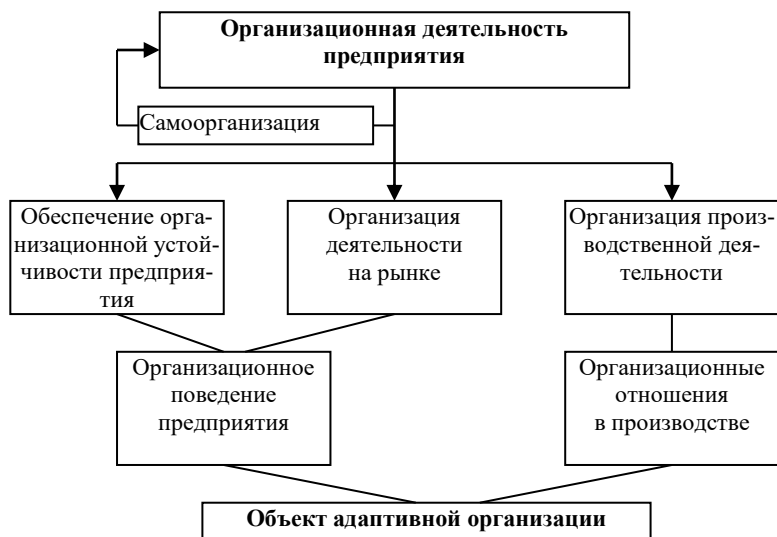 Организационная деятельность
предприятия
Самоорганизация
Обеспечение орга-
низационной устой-
чивости предприя-
тия
Организация
деятельности
на рынке
Организация произ-
водственной дея-
тельности
Организационное
поведение
предприятия
Организационные
отношения
в производстве
Объект адаптивной организации